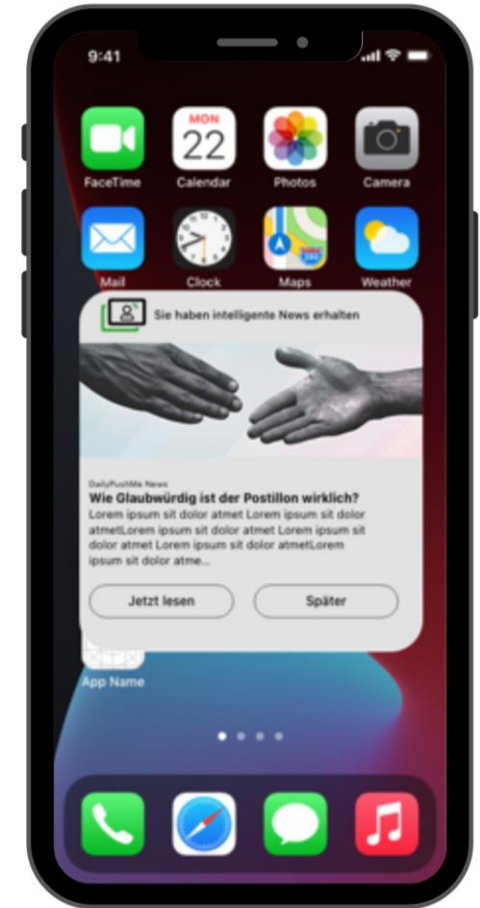 9:41
MON
22
FaceTime Calendar Photos Camera
280
Mail Clock Maps Weather
Sie haben intelligente News erhalten
DailyPushMe News
Wie Glaubwürdig ist der Postillon wirklich?
Lorem ipsum sit dolor atmet Lorem ipsum sit dolor
atmetLorem ipsum sit dolor atmet Lorem ipsum sit
dolor atmet Lorem ipsum sit dolor atmetLorem
ipsum sit dolor atme...
Jetzt lesen Später
App Name